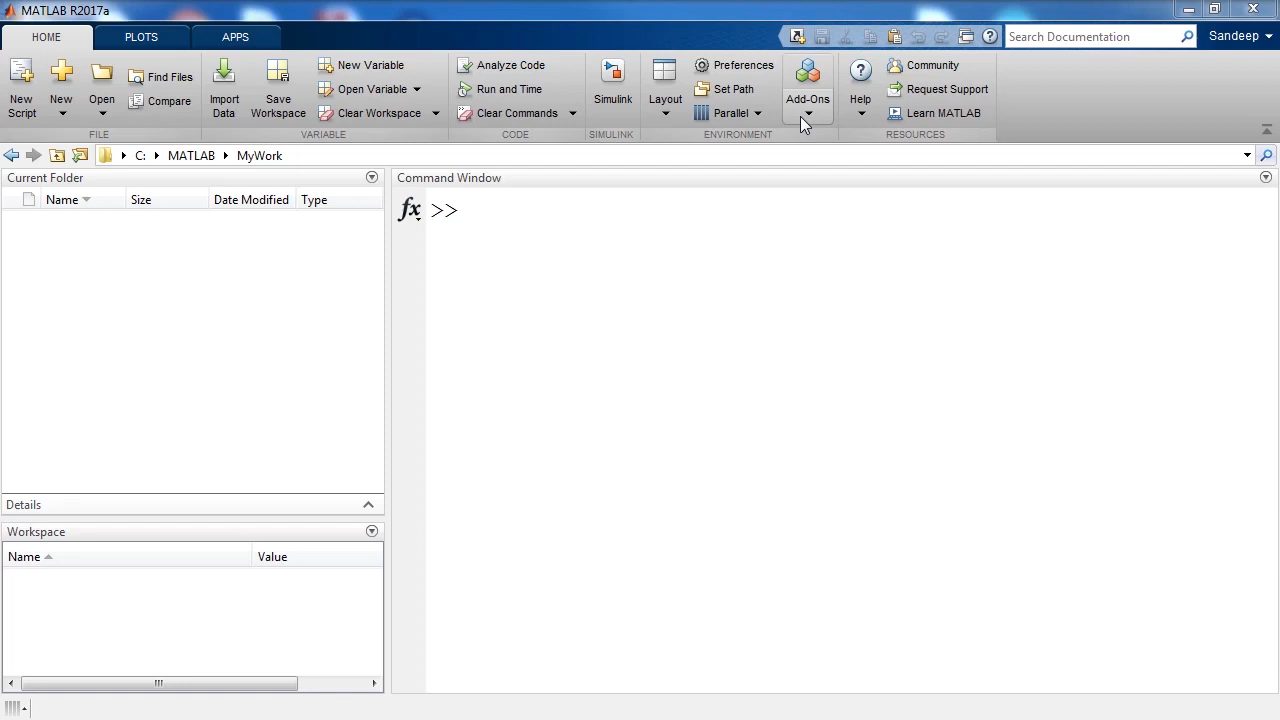 MATLAB R2017a
HOME PLOTS APPS
Search Documentation
Sandeep
New Script
New
Open
Find Files
Compare
FILE
Import Data
Save Workspace
New Variable
Open Variable
Clear Workspace
VARIABLE
Analyze Code
Run and Time
Clear Commands
CODE
Simulink
SIMULINK
Layout
Preferences
Set Path
Parallel
Add-Ons
ENVIRONMENT
Help
Community
Request Support
Learn MATLAB
RESOURCES
C: MATLAB MyWork
Current Folder
Name Size Date Modified Type
Details
Workspace
Name Value
Command Window
fx >>